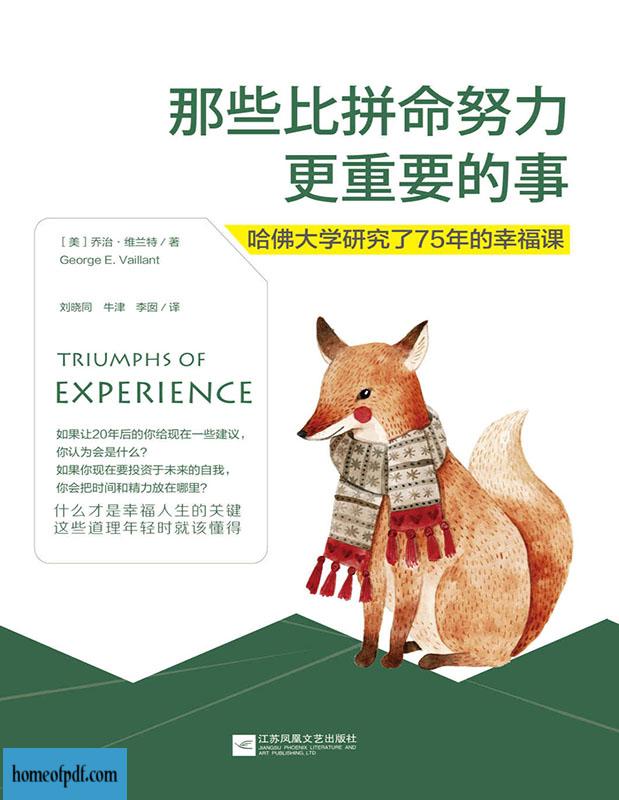 那些比拼命努力
更重要的事
哈佛大学研究了75年的幸福课
［美］乔治·维兰特／著
George E. Vaillant
刘晓同 牛津 李囡／译
TRIUMPHS OF
EXPERIENCE
如果让20年后的你给现在一些建议，
你认为会是什么？
如果你现在要投资于未来的自我，
你会把时间和精力放在哪里？
什么才是幸福人生的关键
这些道理年轻时就该懂得
江苏凤凰文艺出版社
JIANGSU PHOENIX LITERATURE AND
ART PUBLISHING, LTD
homeofpdf.com